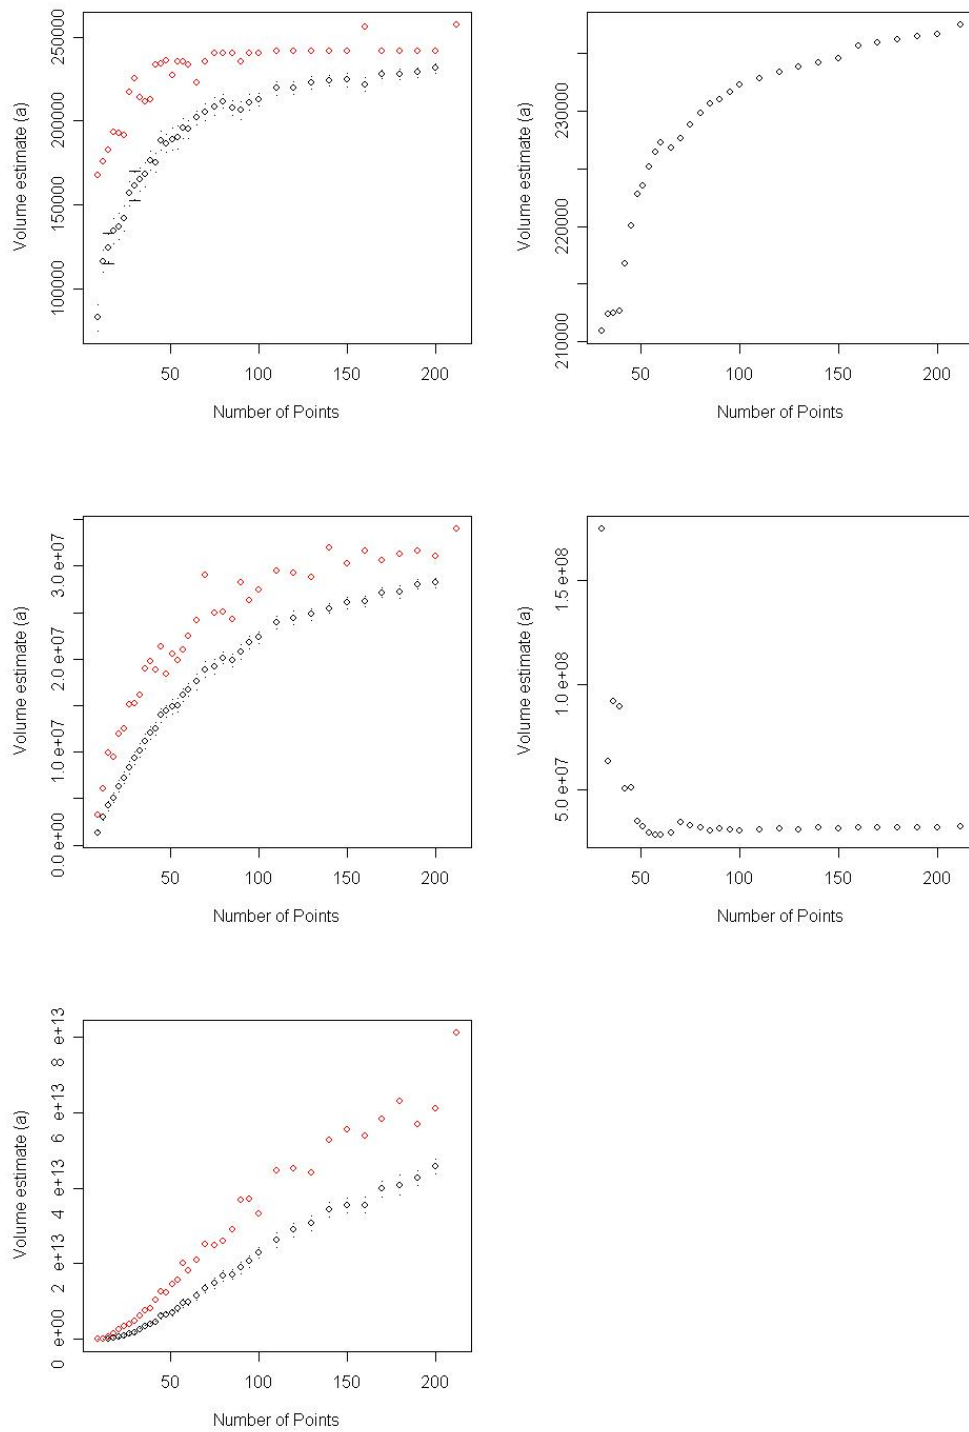 250000
200000
150000
100000
Volume estimate (a)
50 100 150 200
Number of Points
230000
220000
210000
Volume estimate (a)
50 100 150 200
Number of Points
3.0 e+07
2.0 e+07
1.0 e+07
0.0 e+00
Volume estimate (a)
50 100 150 200
Number of Points
1.5 e+08
1.0 e+08
5.0 e+07
Volume estimate (a)
50 100 150 200
Number of Points
8 e+13
6 e+13
4 e+13
2 e+13
0 e+00
Volume estimate (a)
50 100 150 200
Number of Points